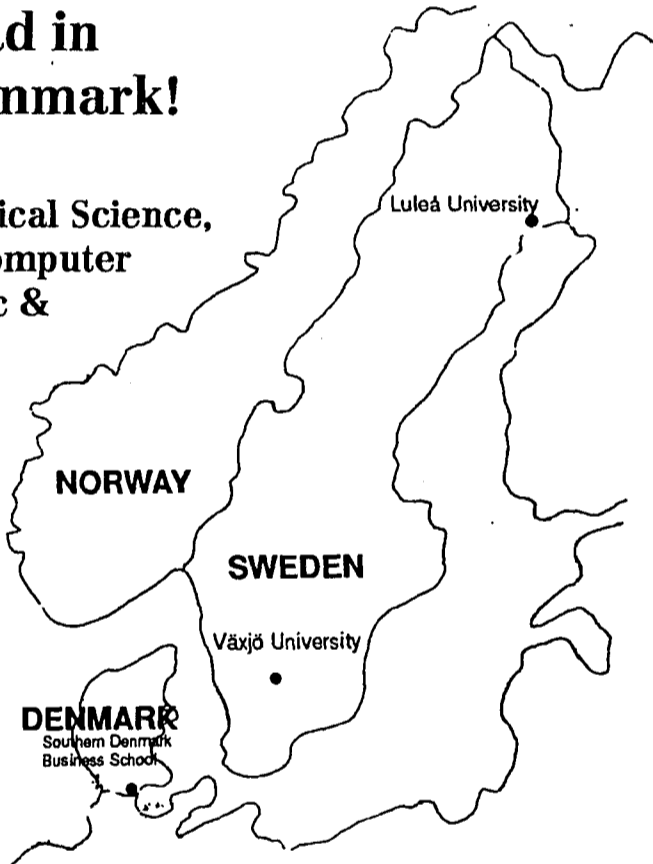 d in
nmark!
ical Science,
omputer
c &
Luleå University
NORWAY
SWEDEN
Växjö University
DENMARK
Southern Denmark
Business School